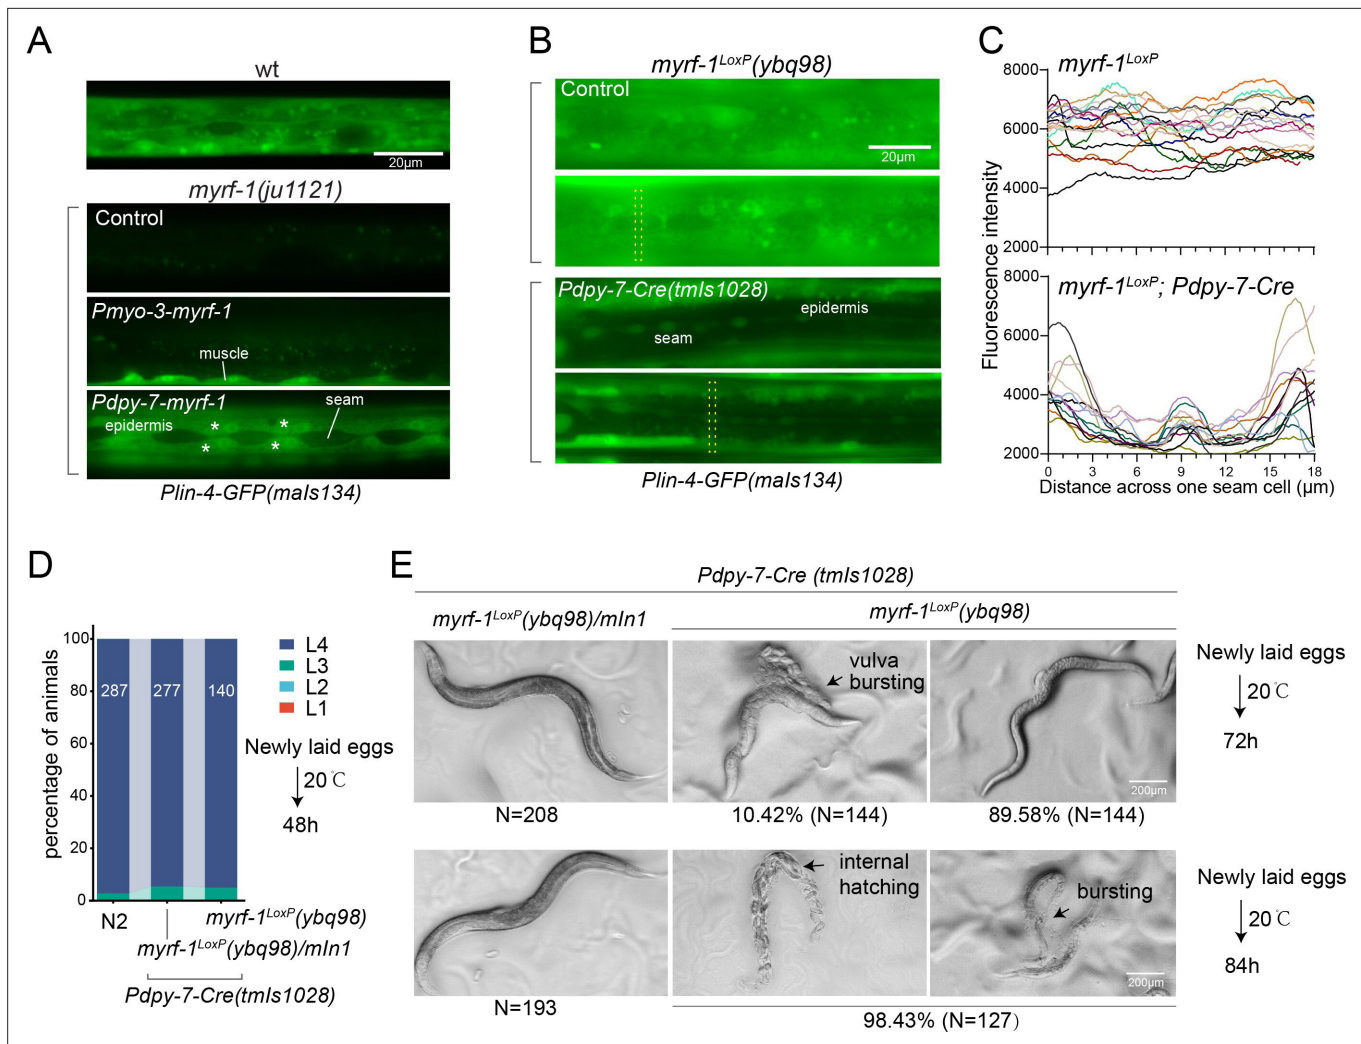 A
wt
20µm
myrf-1(ju1121)
Control
Pmyo-3-myrf-1
muscle
Pdpy-7-myrf-1
seam
epidermis
*
*
*
*
Plin-4-GFP(maIs134)
B
myrf-1LoxP(ybq98)
Control
20µm
Pdpy-7-Cre(tmIs1028)
epidermis
seam
Plin-4-GFP(maIs134)
C
myrf-1LoxP
8000
6000
4000
2000
Fluorescence intensity
myrf-1LoxP; Pdpy-7-Cre
8000
6000
4000
2000
0 3 6 9 12 15 18
Distance across one seam cell (µm)
D
percentage of animals
100
80
60
40
20
0
287 277 140
L4
L3
L2
L1
Newly laid eggs
20℃
48h
N2
myrf-1LoxP(ybq98)
myrf-1LoxP(ybq98)/mIn1
Pdpy-7-Cre(tmIs1028)
E
Pdpy-7-Cre (tmIs1028)
myrf-1LoxP(ybq98)/mIn1
myrf-1LoxP(ybq98)
vulva
bursting
200µm
Newly laid eggs
20℃
72h
N=208
10.42% (N=144)
89.58% (N=144)
internal
hatching
bursting
200µm
Newly laid eggs
20℃
84h
N=193
98.43% (N=127)